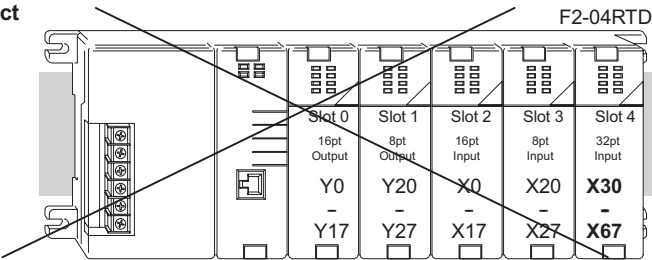 ct
F2-04RTD
Slot 0
Slot 1
Slot 2
Slot 3
Slot 4
16pt
Output
8pt
Output
16pt
Input
8pt
Input
32pt
Input
Y0
-
Y17
Y20
-
Y27
X0
-
X17
X20
-
X27
X30
-
X67